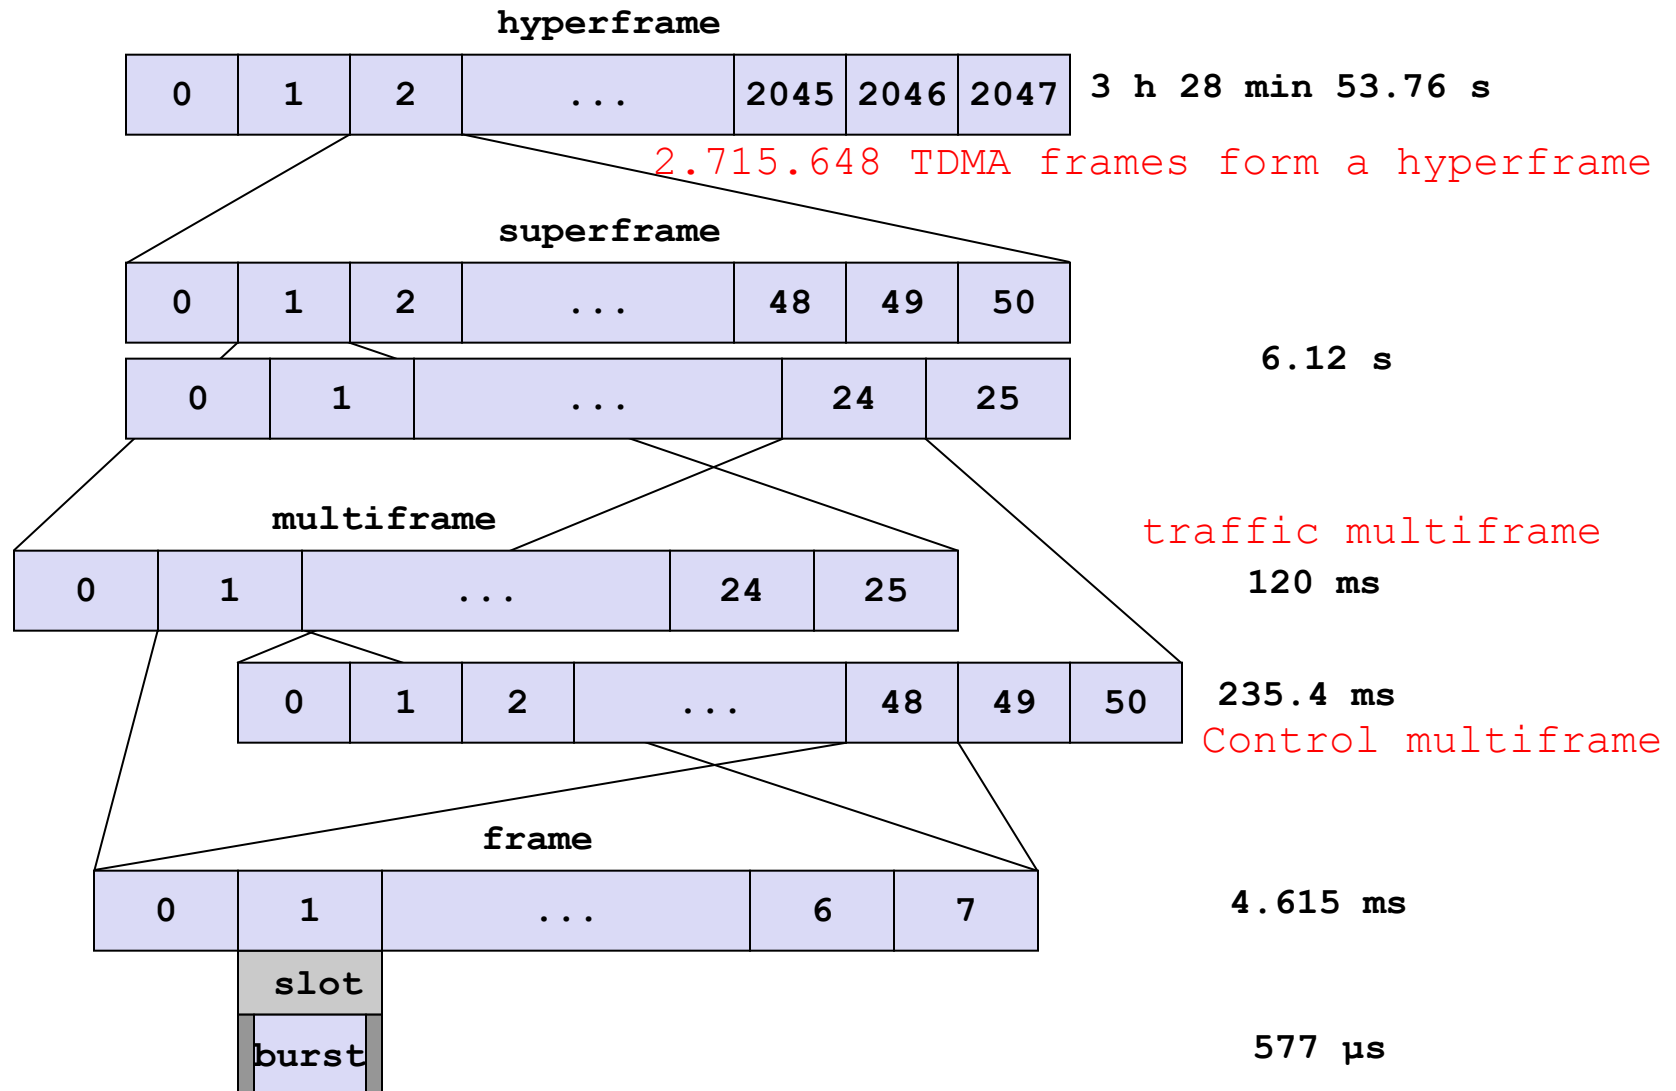 hyperframe
0 1 2 ... 2045 2046 2047 3 h 28 min 53.76 s
2.715.648 TDMA frames form a hyperframe
superframe
0 1 2 ... 48 49 50
6.12 s
0 1 ... 24 25
multiframe
traffic multiframe
0 1 ... 24 25 120 ms
0 1 2 ... 48 49 50 235.4 ms
Control multiframe
frame
0 1 ... 6 7 4.615 ms
slot
burst 577 µs